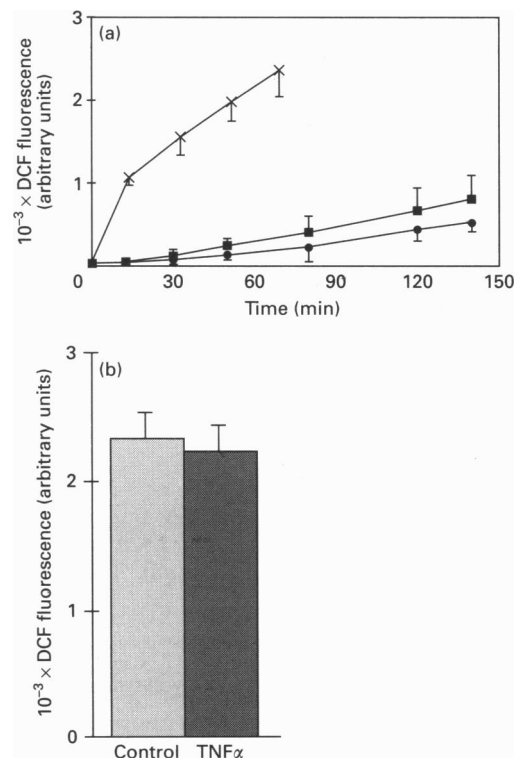 (a)
10⁻³ × DCF fluorescence
(arbitrary units)
3
2
1
0 30 60 90 120 150
Time (min)
(b)
10⁻³ × DCF fluorescence (arbitrary units)
3
2
1
0
Control TNFα